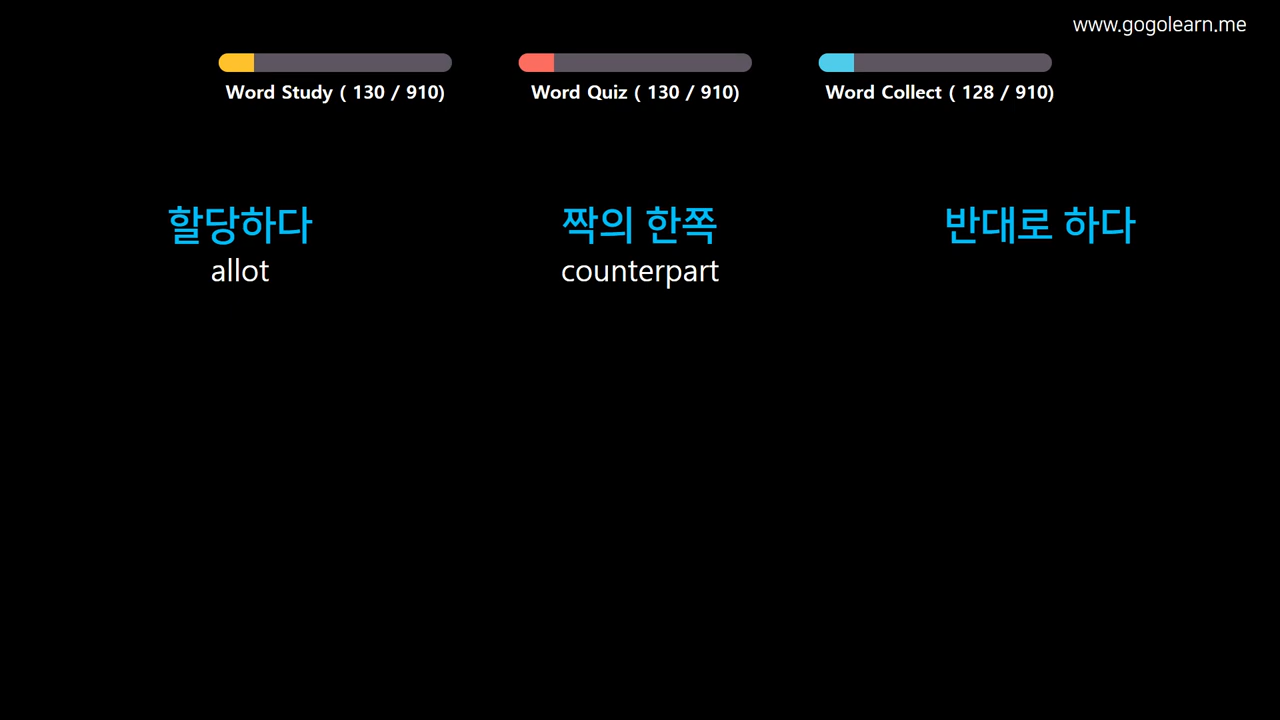 www.gogolearn.me
Word Study ( 130 / 910)
Word Quiz ( 130 / 910)
Word Collect ( 128 / 910)
할당하다
allot
짝의 한쪽
counterpart
반대로 하다